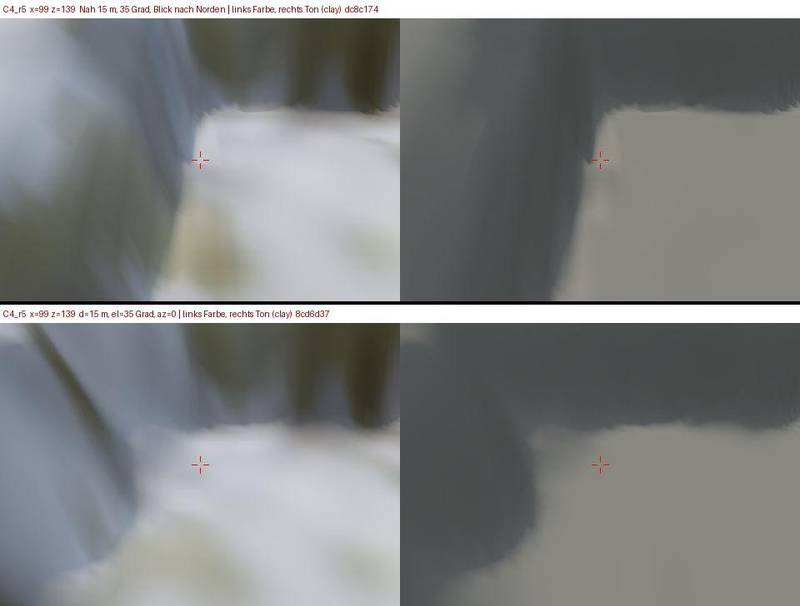 C4_r5 x=99 z=139 Nah 15 m, 35 Grad, Blick nach Norden | links Farbe, rechts Ton (clay) dc8c174
C4_r5 x=99 z=139 d=15 m, el=35 Grad, az=0 | links Farbe, rechts Ton (clay) 8cd6d37